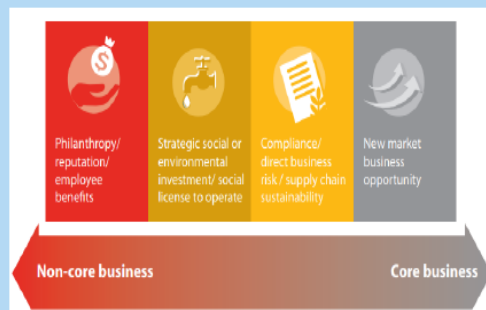 $
Philanthropy/
reputation/
employee
benefits
Strategic social or
environmental
investment/ social
license to operate
Compliance/
direct business
risk / supply chain
sustainability
New market
business
opportunity
Non-core business
Core business